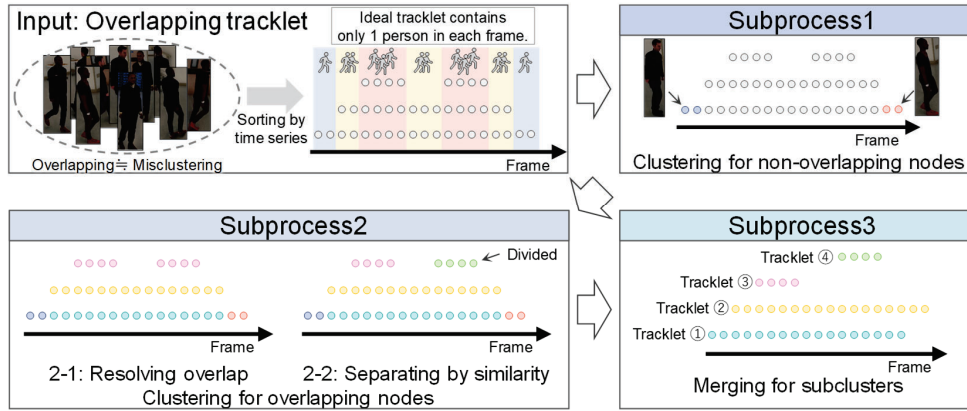 Input: Overlapping tracklet
Ideal tracklet contains
only 1 person in each frame.
Sorting by
time series
Overlapping≒ Misclustering
Frame
Subprocess1
Frame
Clustering for non-overlapping nodes
Subprocess2
Divided
Frame
Frame
2-1: Resolving overlap
2-2: Separating by similarity
Clustering for overlapping nodes
Subprocess3
Tracklet ④
Tracklet ③
Tracklet ②
Tracklet ①
Frame
Merging for subclusters